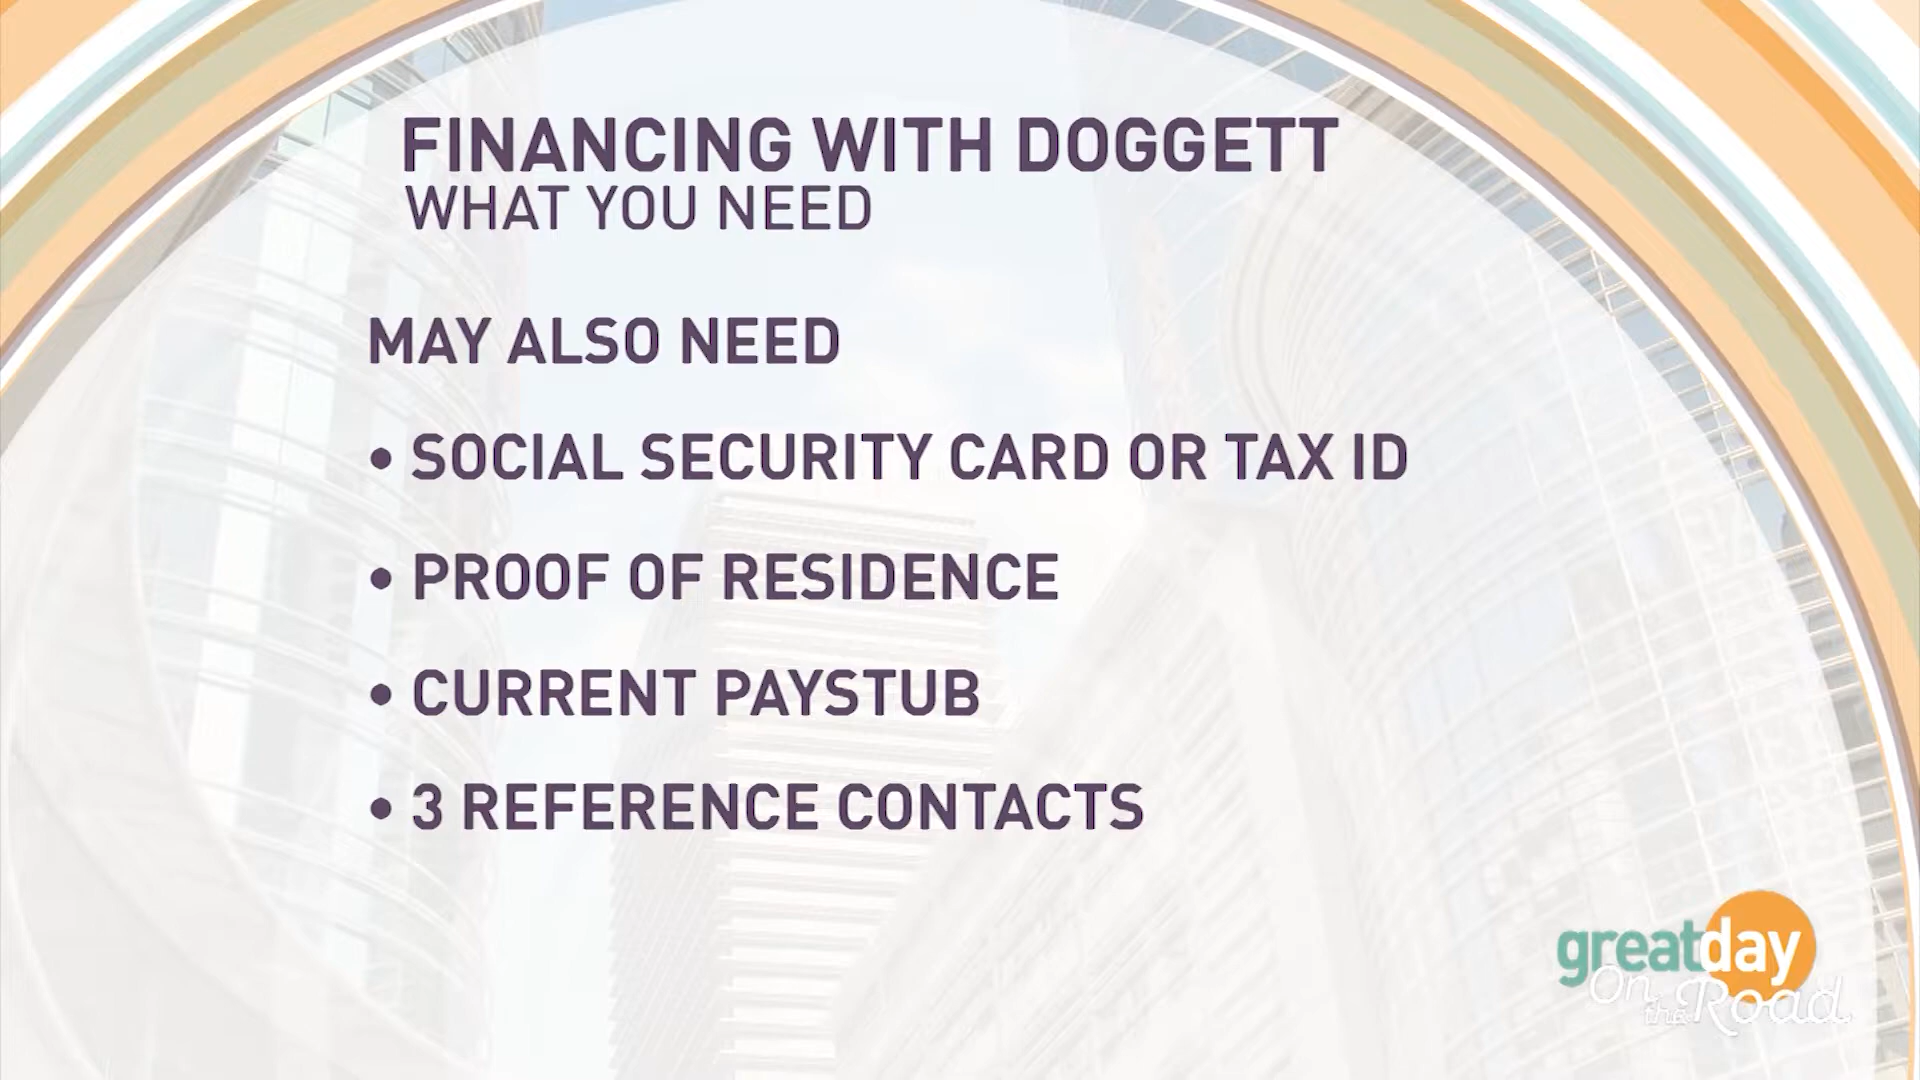 FINANCING WITH DOGGETT
WHAT YOU NEED
MAY ALSO NEED
• SOCIAL SECURITY CARD OR TAX ID
• PROOF OF RESIDENCE
• CURRENT PAYSTUB
• 3 REFERENCE CONTACTS
greatday
On the Road